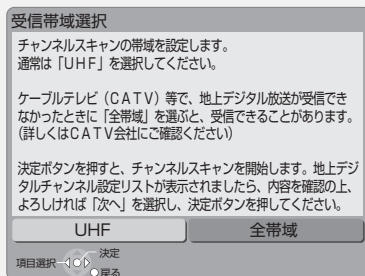 受信帯域選択
チャンネルスキャンの帯域を設定します。
通常は「UHF」を選択してください。
ケーブルテレビ（CATV）等で、地上デジタル放送が受信でき
なかったときに「全帯域」を選ぶと、受信できることがあります。
（詳しくはCATV会社にご確認ください）
決定ボタンを押すと、チャンネルスキャンを開始します。地上デジ
タルチャンネル設定リストが表示されましたら、内容を確認の上、
よろしければ「次へ」を選択し、決定ボタンを押してください。
UHF
全帯域
決定
項目選択
戻る